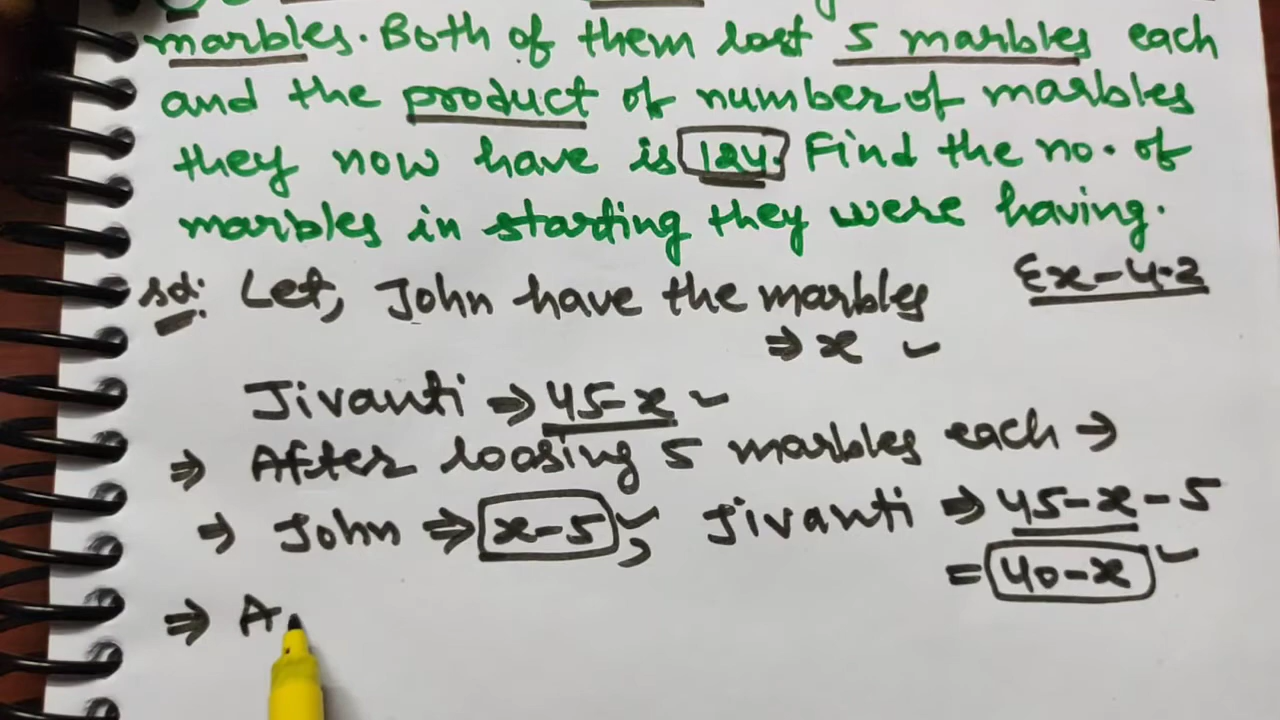 marbles. Both of them lost 5 marbles each
and the product of number of marbles
they now have is 124. Find the no. of
marbles in starting they were having.
Ex-4.2
sol: Let, John have the marbles
⇒ x ✓
Jivanti ⇒ 45-x ✓
⇒ After loosing 5 marbles each →
⇒ John ⇒ x-5 ✓; Jivanti ⇒ 45-x-5
= 40-x ✓
⇒ A